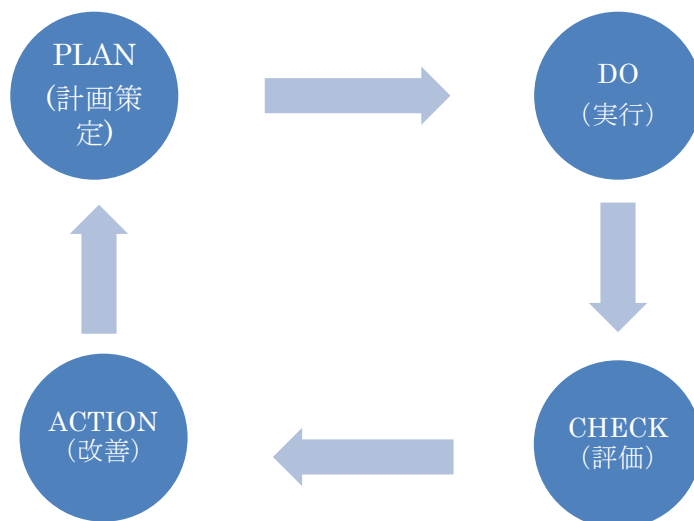 PLAN
(計画策
定)
DO
（実行）
ACTION
（改善）
CHECK
（評価）